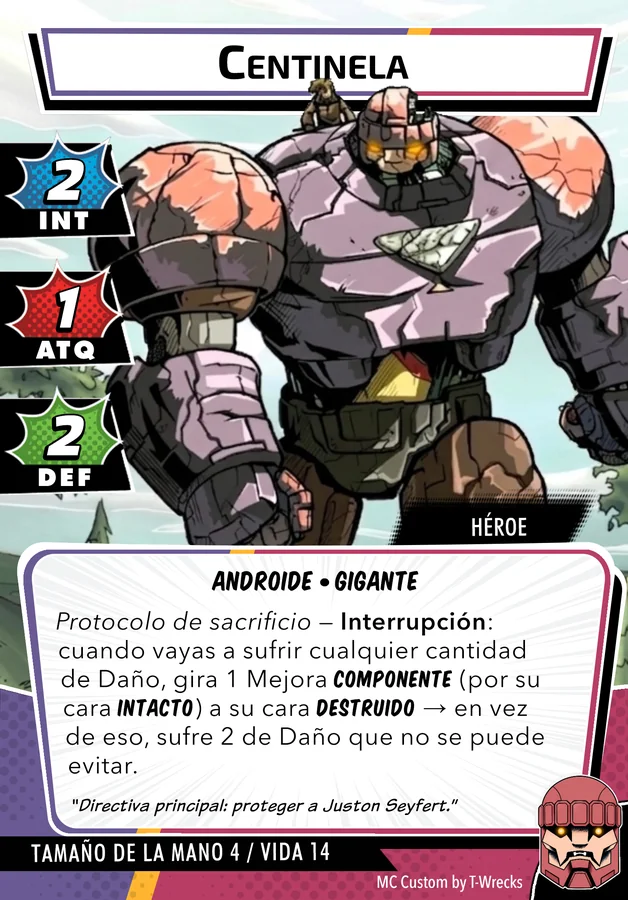 CENTINELA
2
INT
1
ATQ
2
DEF
HÉROE
ANDROIDE • GIGANTE
Protocolo de sacrificio – Interrupción:
cuando vayas a sufrir cualquier cantidad
de Daño, gira 1 Mejora COMPONENTE (por su
cara INTACTO) a su cara DESTRUIDO → en vez
de eso, sufre 2 de Daño que no se puede
evitar.
"Directiva principal: proteger a Juston Seyfert."
TAMAÑO DE LA MANO 4 / VIDA 14
MC Custom by T-Wrecks